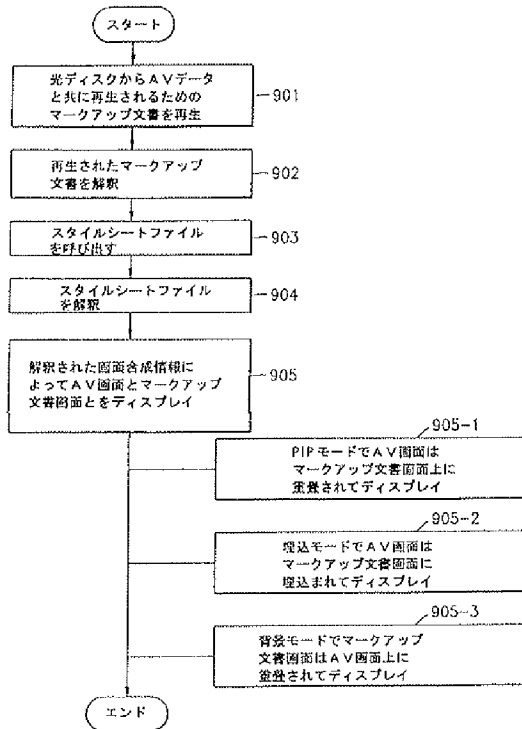 スタート
光ディスクからAVデータ
と共に再生されるための
マークアップ文書を再生
901
再生されたマークアップ
文書を解釈
902
スタイルシートファイル
を呼び出す
903
スタイルシートファイル
を解釈
904
解釈された画面合成情報に
よってAV画面とマークアップ
文書画面とをディスプレイ
905
905-1
PIPモードでAV画面は
マークアップ文書画面上に
重畳されてディスプレイ
905-2
埋込モードでAV画面は
マークアップ文書画面に
埋込まれてディスプレイ
905-3
背景モードでマークアップ
文書画面はAV画面上に
重畳されてディスプレイ
エンド